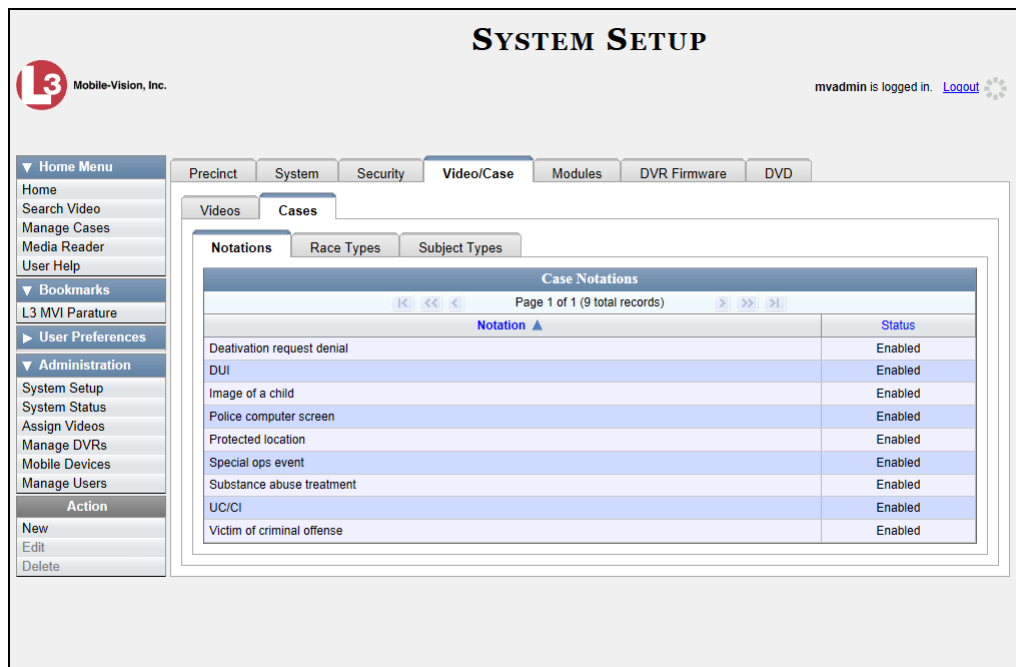 SYSTEM SETUP
L3 Mobile-Vision, Inc.
mvadmin is logged in. Logout
▼ Home Menu
Home
Search Video
Manage Cases
Media Reader
User Help
▼ Bookmarks
L3 MVI Parature
▶ User Preferences
▼ Administration
System Setup
System Status
Assign Videos
Manage DVRs
Mobile Devices
Manage Users
Action
New
Edit
Delete
Precinct System Security Video/Case Modules DVR Firmware DVD
Videos Cases
Notations Race Types Subject Types
Case Notations
|< << < Page 1 of 1 (9 total records) > >> >|
Notation ▲ Status
Deativation request denial Enabled
DUI Enabled
Image of a child Enabled
Police computer screen Enabled
Protected location Enabled
Special ops event Enabled
Substance abuse treatment Enabled
UC/CI Enabled
Victim of criminal offense Enabled